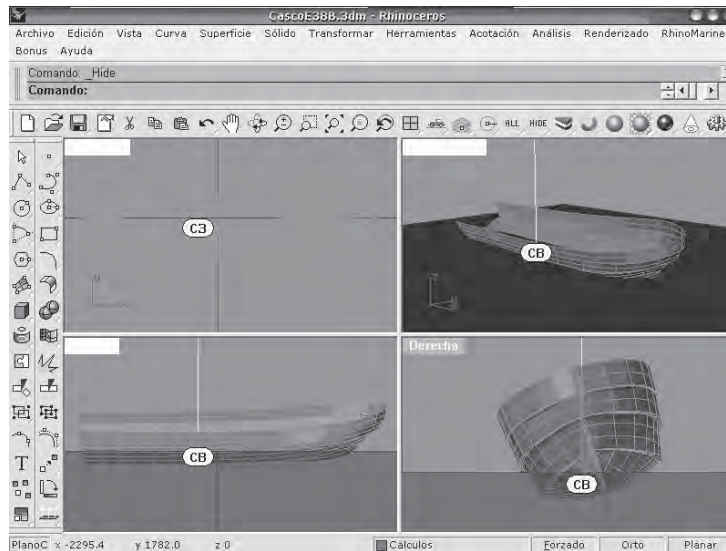 CascoE38B.3dm - Rhinoceros
Archivo Edición Vista Curva Superficie Sólido Transformar Herramientas Acotación Análisis Renderizado RhinoMarine
Bonus Ayuda
Comando: _Hide
Comando:
ALL HIDE
C3
CB
Derecha
CB
CB
T
PlanoC x -2295.4 y 1782.0 z 0 Cálculos Forzado Orto Planar